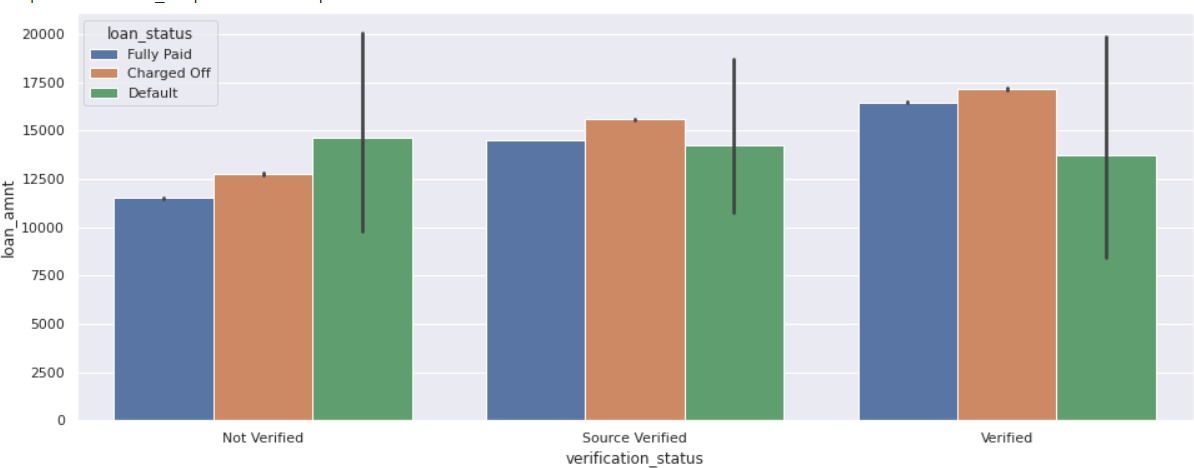 loan_status
Fully Paid
Charged Off
Default
loan_amnt
20000
17500
15000
12500
10000
7500
5000
2500
0
Not Verified Source Verified Verified
verification_status